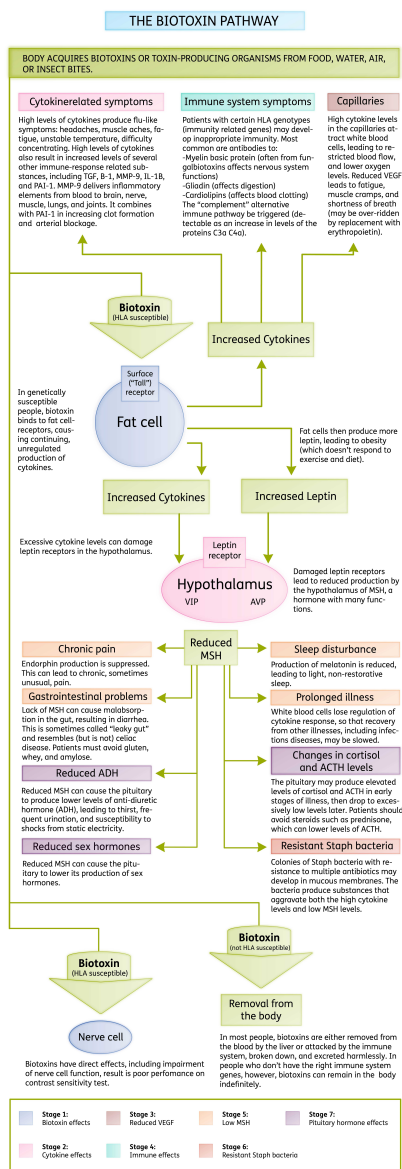 THE BIOTOXIN PATHWAY
BODY ACQUIRES BIOTOXINS OR TOXIN-PRODUCING ORGANISMS FROM FOOD, WATER, AIR,
OR INSECT BITES.
Cytokinerelated symptoms
High levels of cytokines produce flu-like
symptoms: headaches, muscle aches, fa-
tigue, unstable temperature, difficulty
concentrating. High levels of cytokines
also result in increased levels of several
other immune-response related sub-
stances, including TGF, B-1, MMP-9, IL-1B,
and PAI-1. MMP-9 delivers inflammatory
elements from blood to brain, nerve,
muscle, lungs, and joints. It combines
with PAI-1 in increasing clot formation
and arterial blockage.
Immune system symptoms
Patients with certain HLA genotypes
(immunity related genes) may devel-
op inappropriate immunity. Most
common are antibodies to:
-Myelin basic protein (often from fun-
galbiotoxins affects nervous system
functions)
-Gliadin (affects digestion)
-Cardiolipins (affects blood clotting)
The "complement" alternative
immune pathway be triggered (de-
tectable as an increase in levels of the
proteins C3a C4a).
Capillaries
High cytokine levels
in the capillaries at-
tract white blood
cells, leading to re-
stricted blood flow,
and lower oxygen
levels. Reduced VEGF
leads to fatigue,
muscle cramps, and
shortness of breath
(may be over-ridden
by replacement with
erythropoietin).
Biotoxin
(HLA susceptible)
Increased Cytokines
Surface
("Tall")
receptor
Fat cell
In genetically
susceptible
people, biotoxin
binds to fat cell-
receptors, caus-
ing continuing,
unregulated
production of
cytokines.
Fat cells then produce more
leptin, leading to obesity
(which doesn't respond to
exercise and diet).
Increased Cytokines
Increased Leptin
Excessive cytokine levels can damage
leptin receptors in the hypothalamus.
Leptin
receptor
Hypothalamus
VIP AVP
Damaged leptin receptors
lead to reduced production by
the hypothalamus of MSH, a
hormone with many func-
tions.
Reduced
MSH
Chronic pain
Endorphin production is suppressed.
This can lead to chronic, sometimes
unusual, pain.
Gastrointestinal problems
Lack of MSH can cause malabsorp-
tion in the gut, resulting in diarrhea.
This is sometimes called "leaky gut"
and resembles (but is not) celiac
disease. Patients must avoid gluten,
whey, and amylose.
Reduced ADH
Reduced MSH can cause the pituitary
to produce lower levels of anti-diuretic
hormone (ADH), leading to thirst, fre-
quent urination, and susceptibility to
shocks from static electricity.
Reduced sex hormones
Reduced MSH can cause the pitu-
itary to lower its production of sex
hormones.
Sleep disturbance
Production of melatonin is reduced,
leading to light, non-restorative
sleep.
Prolonged illness
White blood cells lose regulation of
cytokine response, so that recovery
from other illnesses, including infec-
tions diseases, may be slowed.
Changes in cortisol
and ACTH levels
The pituitary may produce elevated
levels of cortisol and ACTH in early
stages of illness, then drop to exces-
sively low levels later. Patients should
avoid steroids such as prednisone,
which can lower levels of ACTH.
Resistant Staph bacteria
Colonies of Staph bacteria with re-
sistance to multiple antibiotics may
develop in mucous membranes. The
bacteria produce substances that
aggravate both the high cytokine
levels and low MSH levels.
Biotoxin
(HLA susceptible)
Nerve cell
Biotoxins have direct effects, including impairment
of nerve cell function, result is poor perfomance on
contrast sensitivity test.
Biotoxin
(not HLA susceptible)
Removal from
the body
In most people, biotoxins are either removed from
the blood by the liver or attacked by the immune
system, broken down, and excreted harmlessly. In
people who don't have the right immune system
genes, however, biotoxins can remain in the body
indefinitely.
Stage 1:
Biotoxin effects
Stage 3:
Reduced VEGF
Stage 5:
Low MSH
Stage 7:
Pituitary hormone effects
Stage 2:
Cytokine effects
Stage 4:
Immune effects
Stage 6:
Resistant Staph bacteria